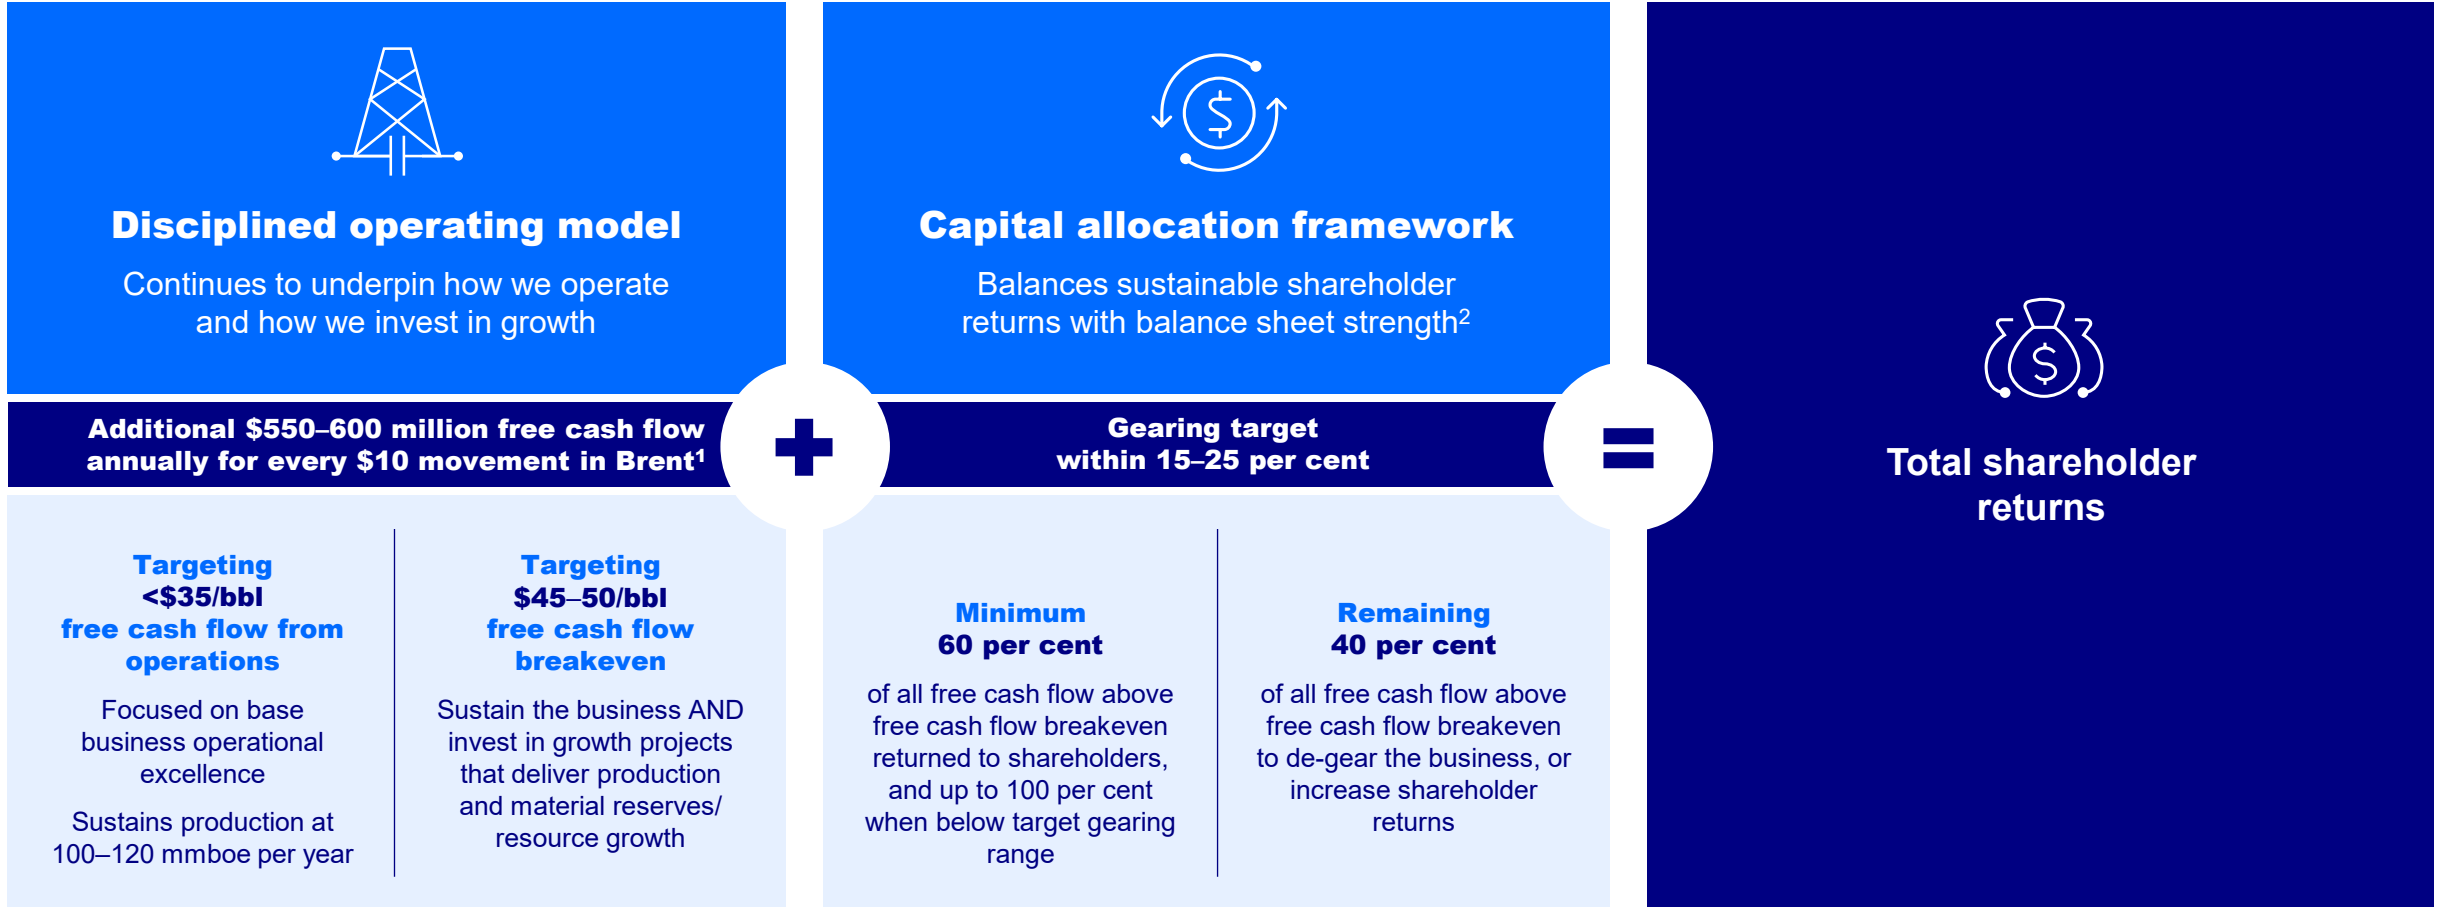 Disciplined operating model
Continues to underpin how we operate
and how we invest in growth
Additional $550–600 million free cash flow
annually for every $10 movement in Brent¹
Targeting
<$35/bbl
free cash flow from
operations
Focused on base
business operational
excellence
Sustains production at
100–120 mmboe per year
Targeting
$45–50/bbl
free cash flow
breakeven
Sustain the business AND
invest in growth projects
that deliver production
and material reserves/
resource growth
Capital allocation framework
Balances sustainable shareholder
returns with balance sheet strength²
Gearing target
within 15–25 per cent
Minimum
60 per cent
of all free cash flow above
free cash flow breakeven
returned to shareholders,
and up to 100 per cent
when below target gearing
range
Remaining
40 per cent
of all free cash flow above
free cash flow breakeven
to de-gear the business, or
increase shareholder
returns
Total shareholder
returns